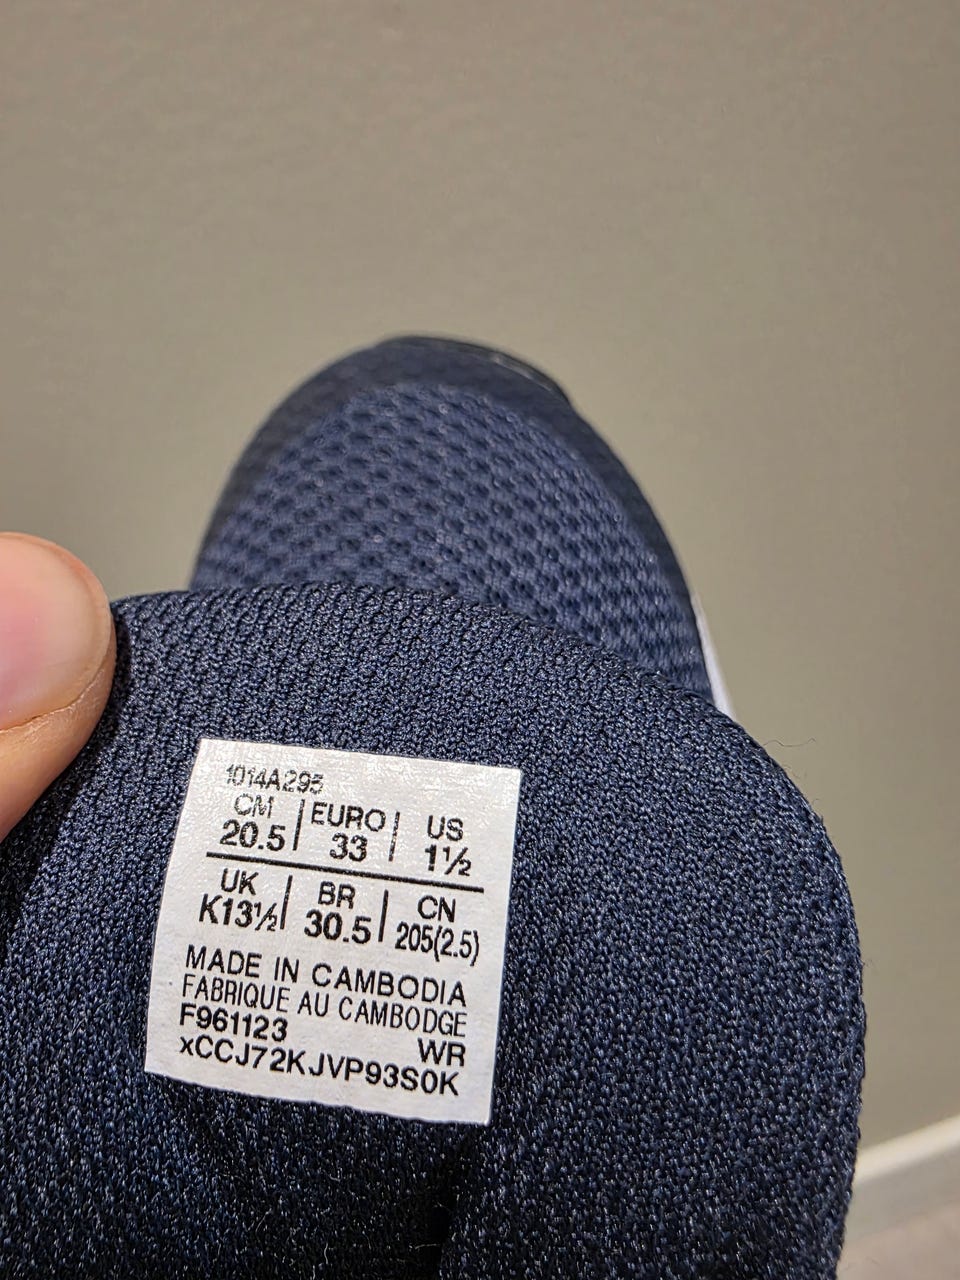 1014A295
CM | EURO | US
20.5 | 33 | 1½
UK | BR | CN
K13½ | 30.5 | 205(2.5)
MADE IN CAMBODIA
FABRIQUE AU CAMBODGE
F961123 WR
xCCJ72KJVP93S0K